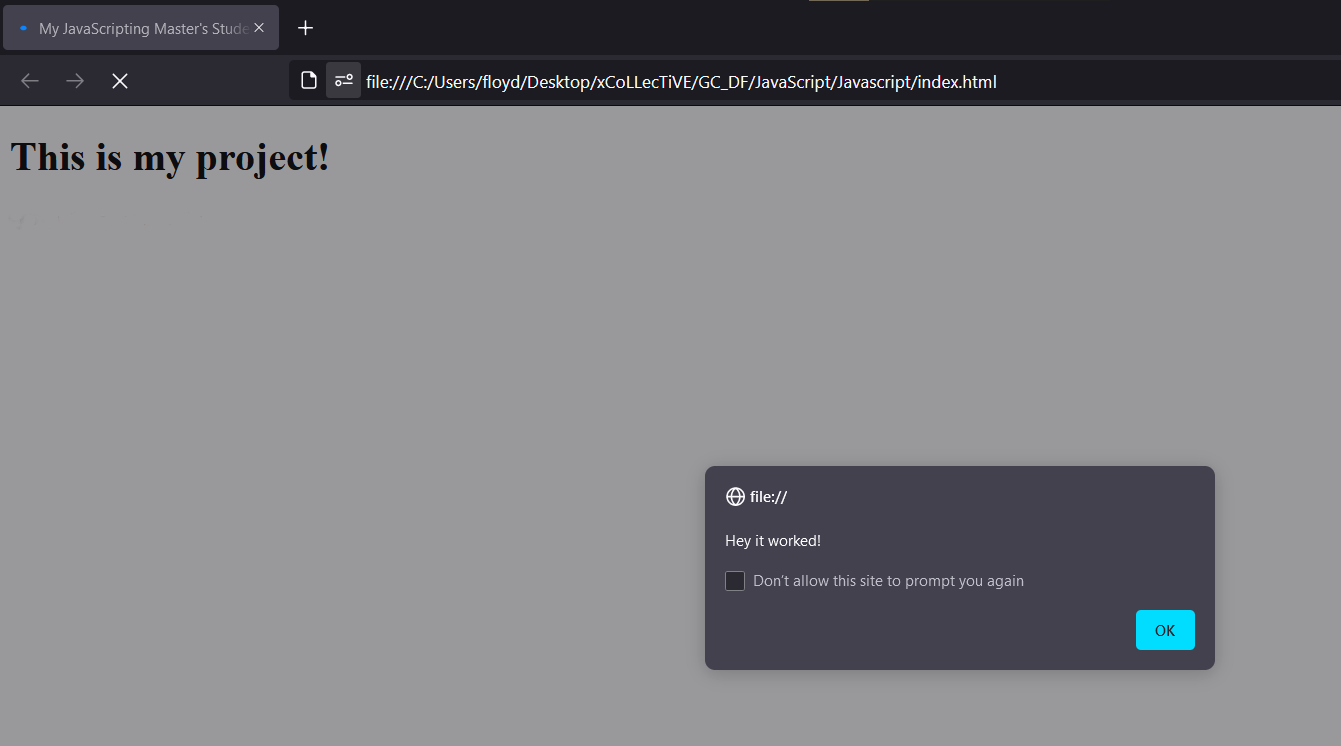 My JavaScripting Master's Stude
file:///C:/Users/floyd/Desktop/xCoLLecTiVE/GC_DF/JavaScript/Javascript/index.html
This is my project!
file://
Hey it worked!
Don't allow this site to prompt you again
OK